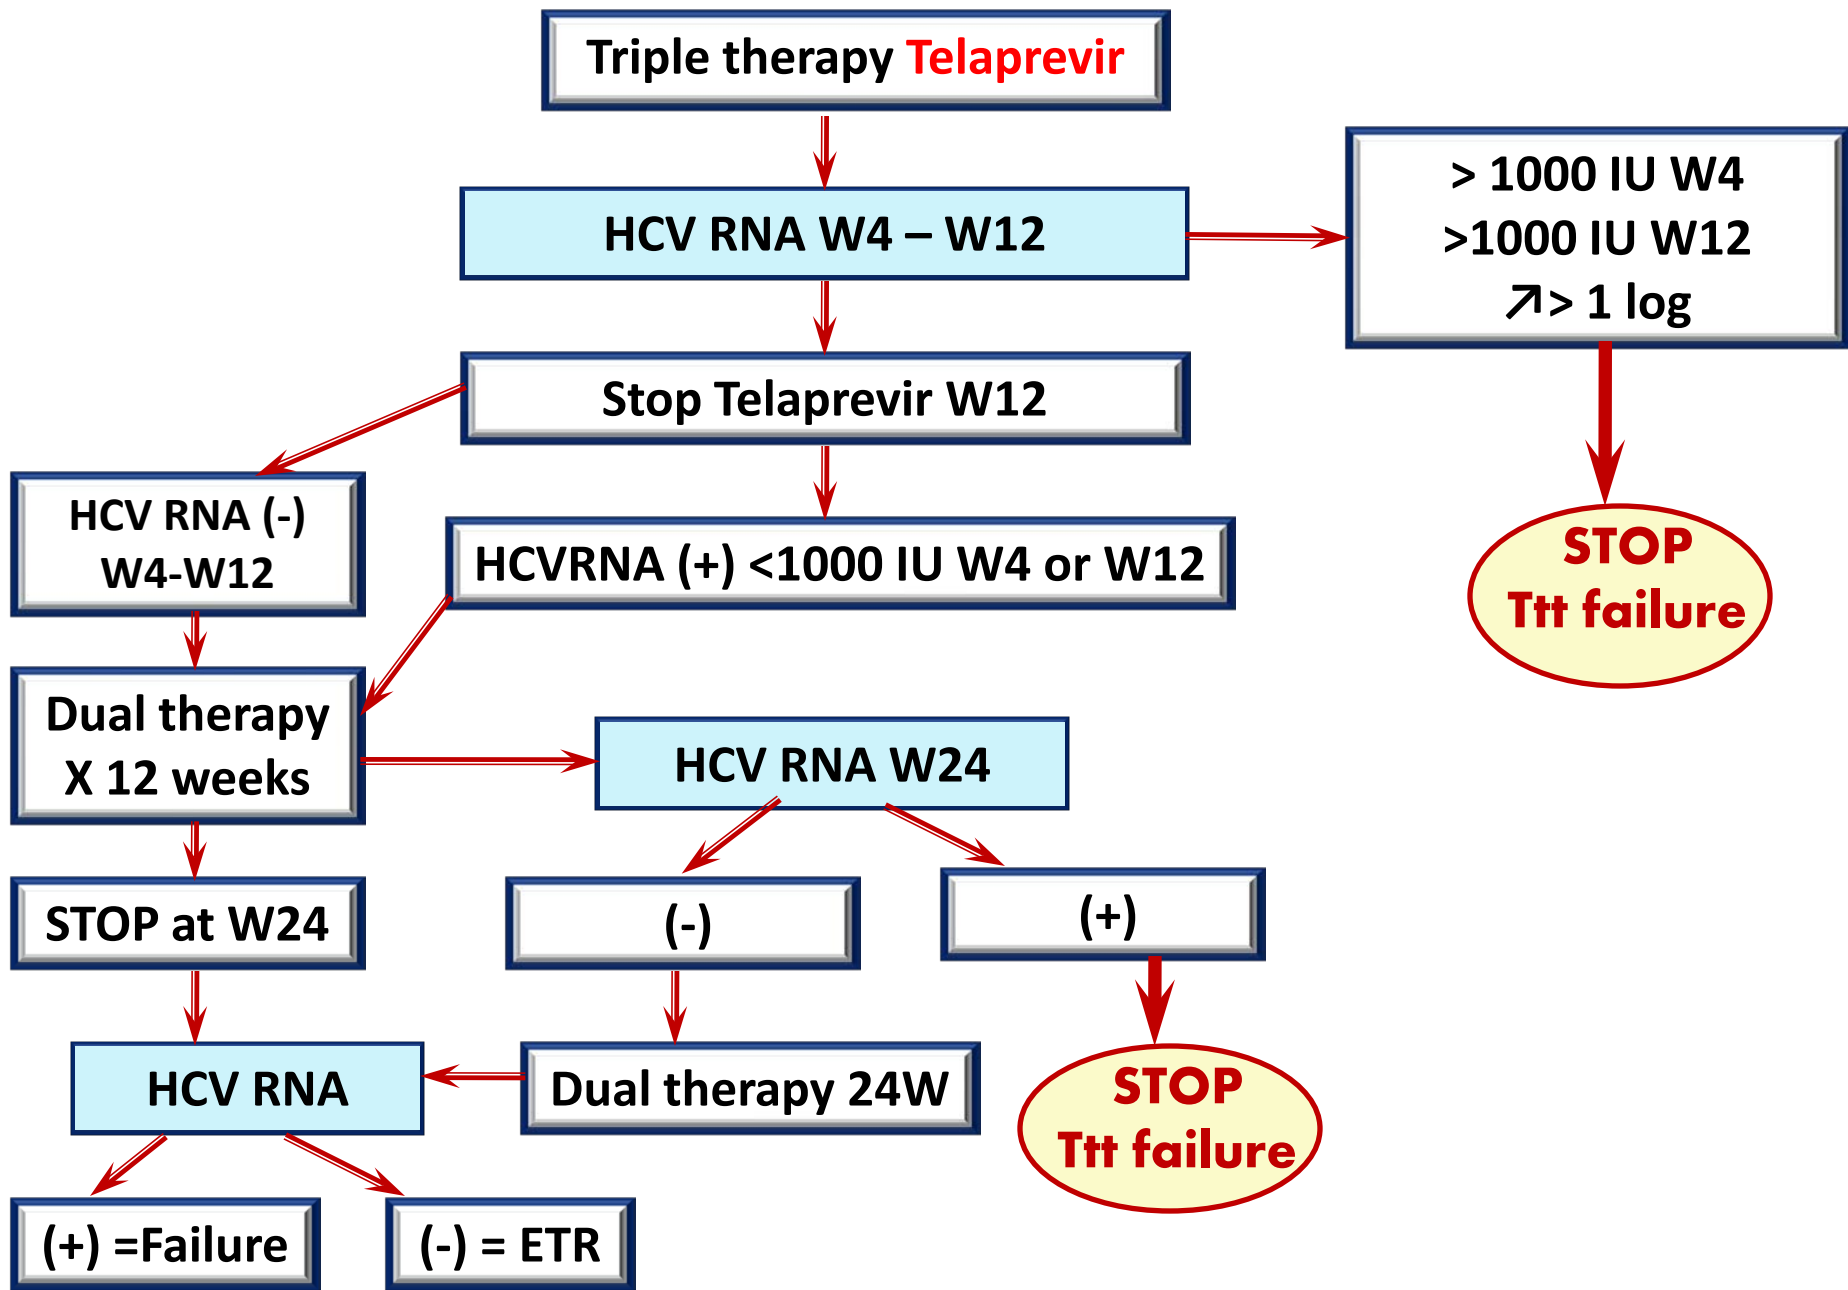 Triple therapy Telaprevir
HCV RNA W4 – W12
> 1000 IU W4
>1000 IU W12
↗> 1 log
STOP
Ttt failure
Stop Telaprevir W12
HCV RNA (-)
W4-W12
HCVRNA (+) <1000 IU W4 or W12
Dual therapy
X 12 weeks
HCV RNA W24
STOP at W24
(-)
(+)
HCV RNA
Dual therapy 24W
STOP
Ttt failure
(+) =Failure
(-) = ETR